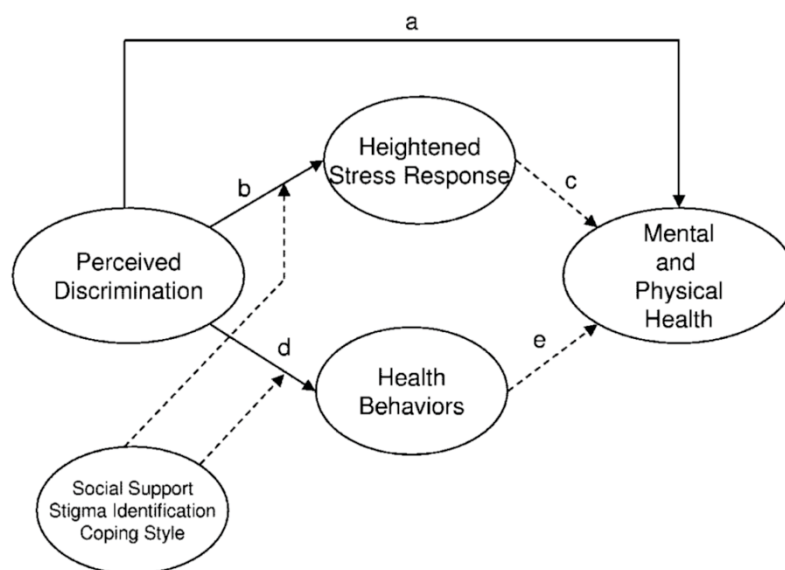 a
Heightened
Stress Response
b
c
Perceived
Discrimination
Mental
and
Physical
Health
d
e
Health
Behaviors
Social Support
Stigma Identification
Coping Style